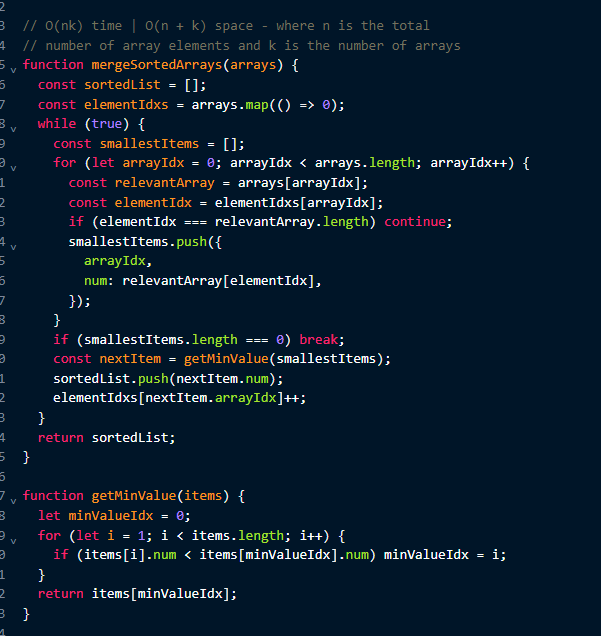 2
3 // O(nk) time | O(n + k) space - where n is the total
4 // number of array elements and k is the number of arrays
5 function mergeSortedArrays(arrays) {
6   const sortedList = [];
7   const elementIdxs = arrays.map(() => 0);
8   while (true) {
9     const smallestItems = [];
0     for (let arrayIdx = 0; arrayIdx < arrays.length; arrayIdx++) {
1       const relevantArray = arrays[arrayIdx];
2       const elementIdx = elementIdxs[arrayIdx];
3       if (elementIdx === relevantArray.length) continue;
4       smallestItems.push({
5         arrayIdx,
6         num: relevantArray[elementIdx],
7       });
8     }
9     if (smallestItems.length === 0) break;
0     const nextItem = getMinValue(smallestItems);
1     sortedList.push(nextItem.num);
2     elementIdxs[nextItem.arrayIdx]++;
3   }
4   return sortedList;
5 }
6
7 function getMinValue(items) {
8   let minValueIdx = 0;
9   for (let i = 1; i < items.length; i++) {
0     if (items[i].num < items[minValueIdx].num) minValueIdx = i;
1   }
2   return items[minValueIdx];
3 }
4